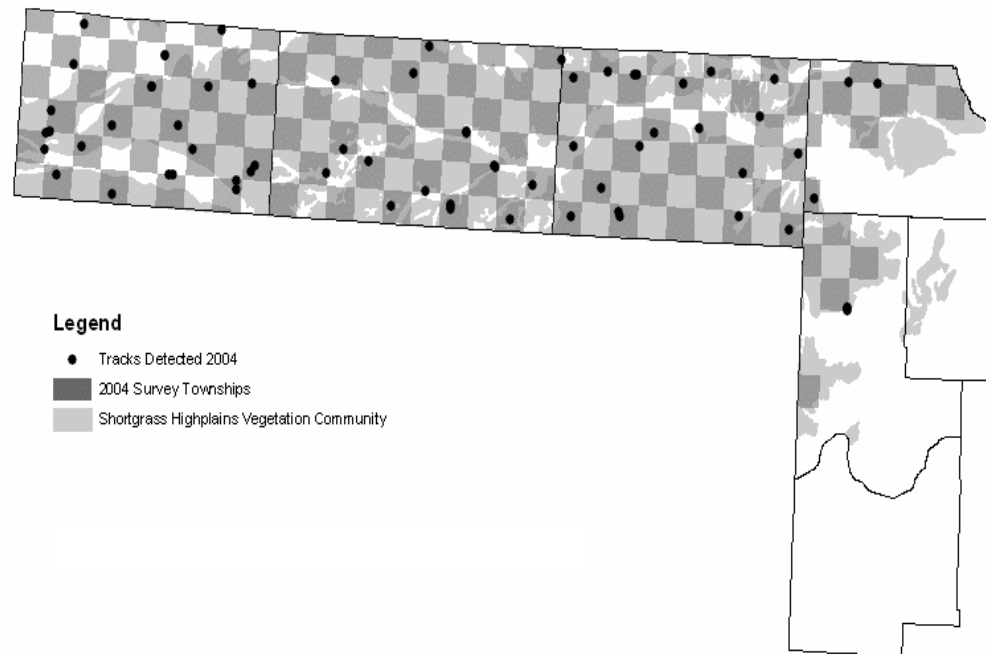 Legend
Tracks Detected 2004
2004 Survey Townships
Shortgrass Highplains Vegetation Community